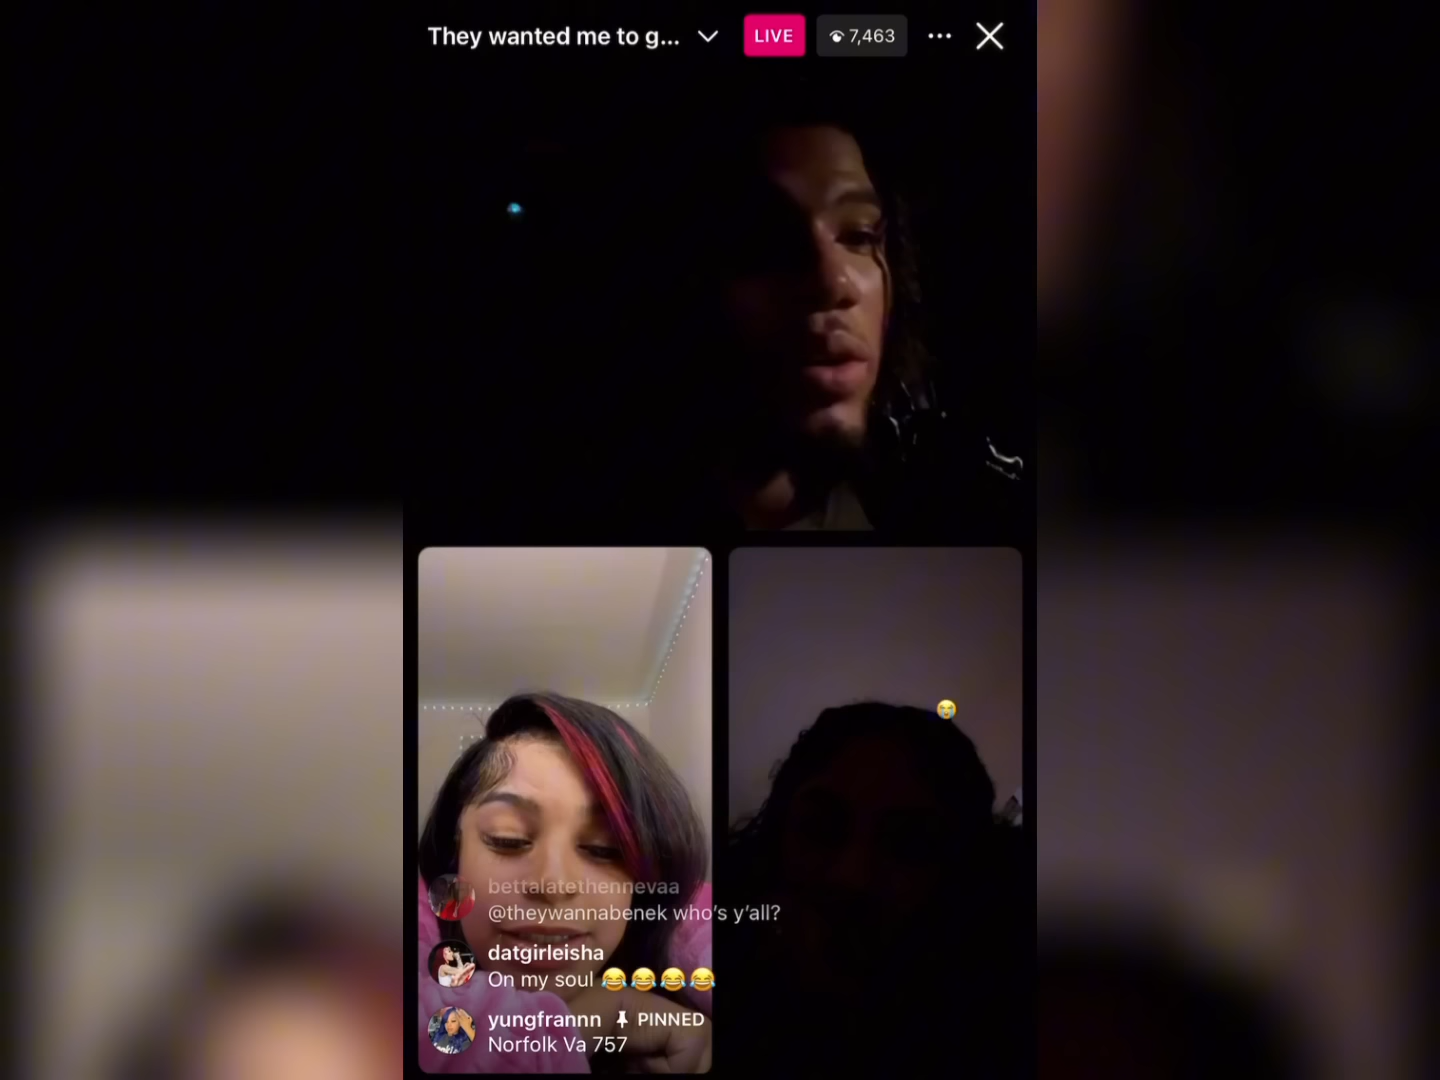 They wanted me to g...
LIVE
7,463
bettalatethennevaa
@theywannabenek who's y'all?
datgirleisha
On my soul 😂😂😂😂
yungfrannn PINNED
Norfolk Va 757